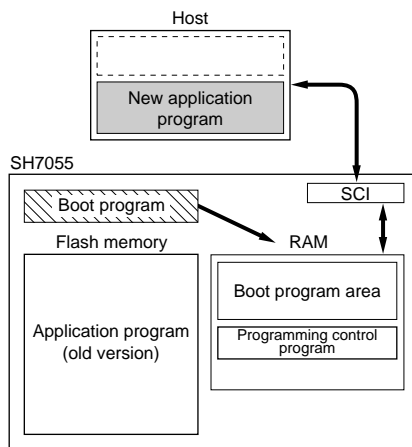 Host
New application
program
SH7055
SCI
Boot program
Flash memory
RAM
Boot program area
Application program
(old version)
Programming control
program